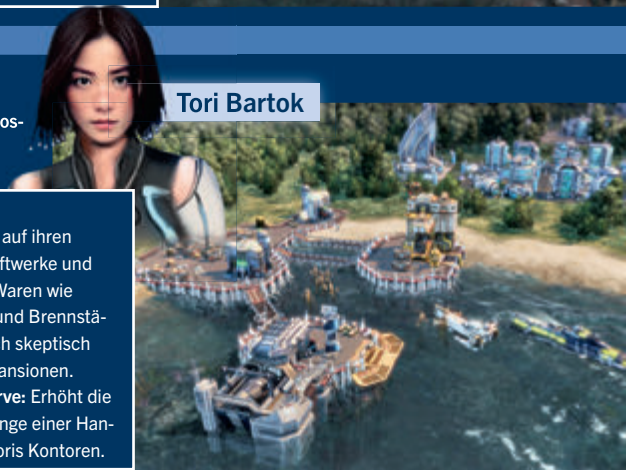 Tori Bartok
os-
auf ihren
ftwerke und
Waren wie
und Brennstä-
h skeptisch
ansionen.
rve: Erhöht die
nge einer Han-
oris Kontoren.